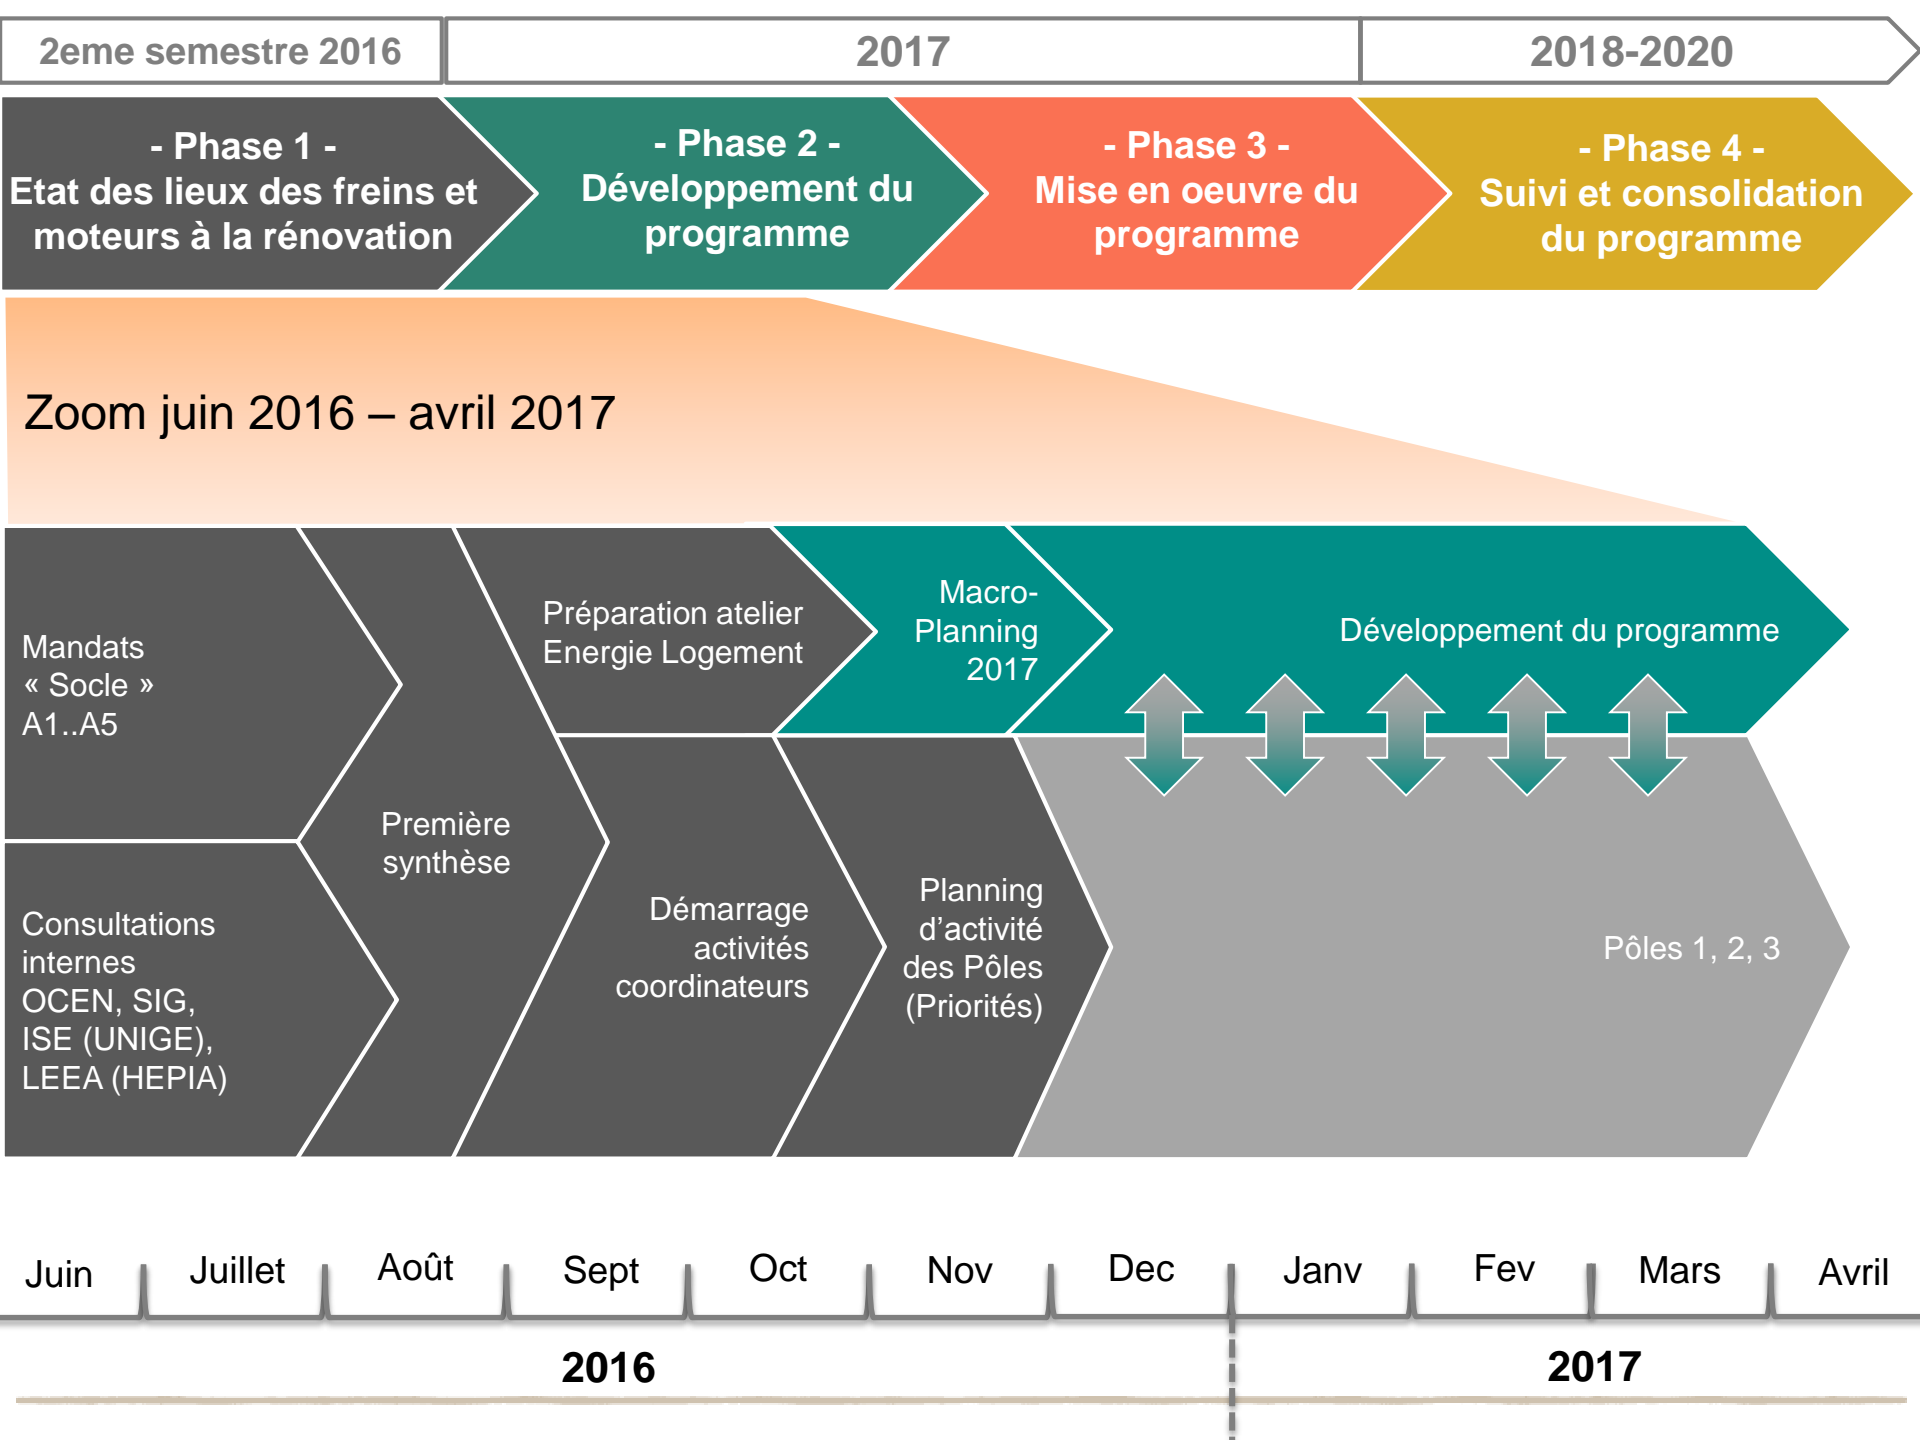 2eme semestre 2016
2017
2018-2020
- Phase 1 -
Etat des lieux des freins et
moteurs à la rénovation
- Phase 2 -
Développement du
programme
- Phase 3 -
Mise en oeuvre du
programme
- Phase 4 -
Suivi et consolidation
du programme
Zoom juin 2016 – avril 2017
Mandats
« Socle »
A1..A5
Consultations
internes
OCEN, SIG,
ISE (UNIGE),
LEEA (HEPIA)
Première
synthèse
Préparation atelier
Energie Logement
Démarrage
activités
coordinateurs
Macro-
Planning
2017
Planning
d’activité
des Pôles
(Priorités)
Développement du programme
Pôles 1, 2, 3
Juin
Juillet
Août
Sept
Oct
Nov
Dec
Janv
Fev
Mars
Avril
2016
2017